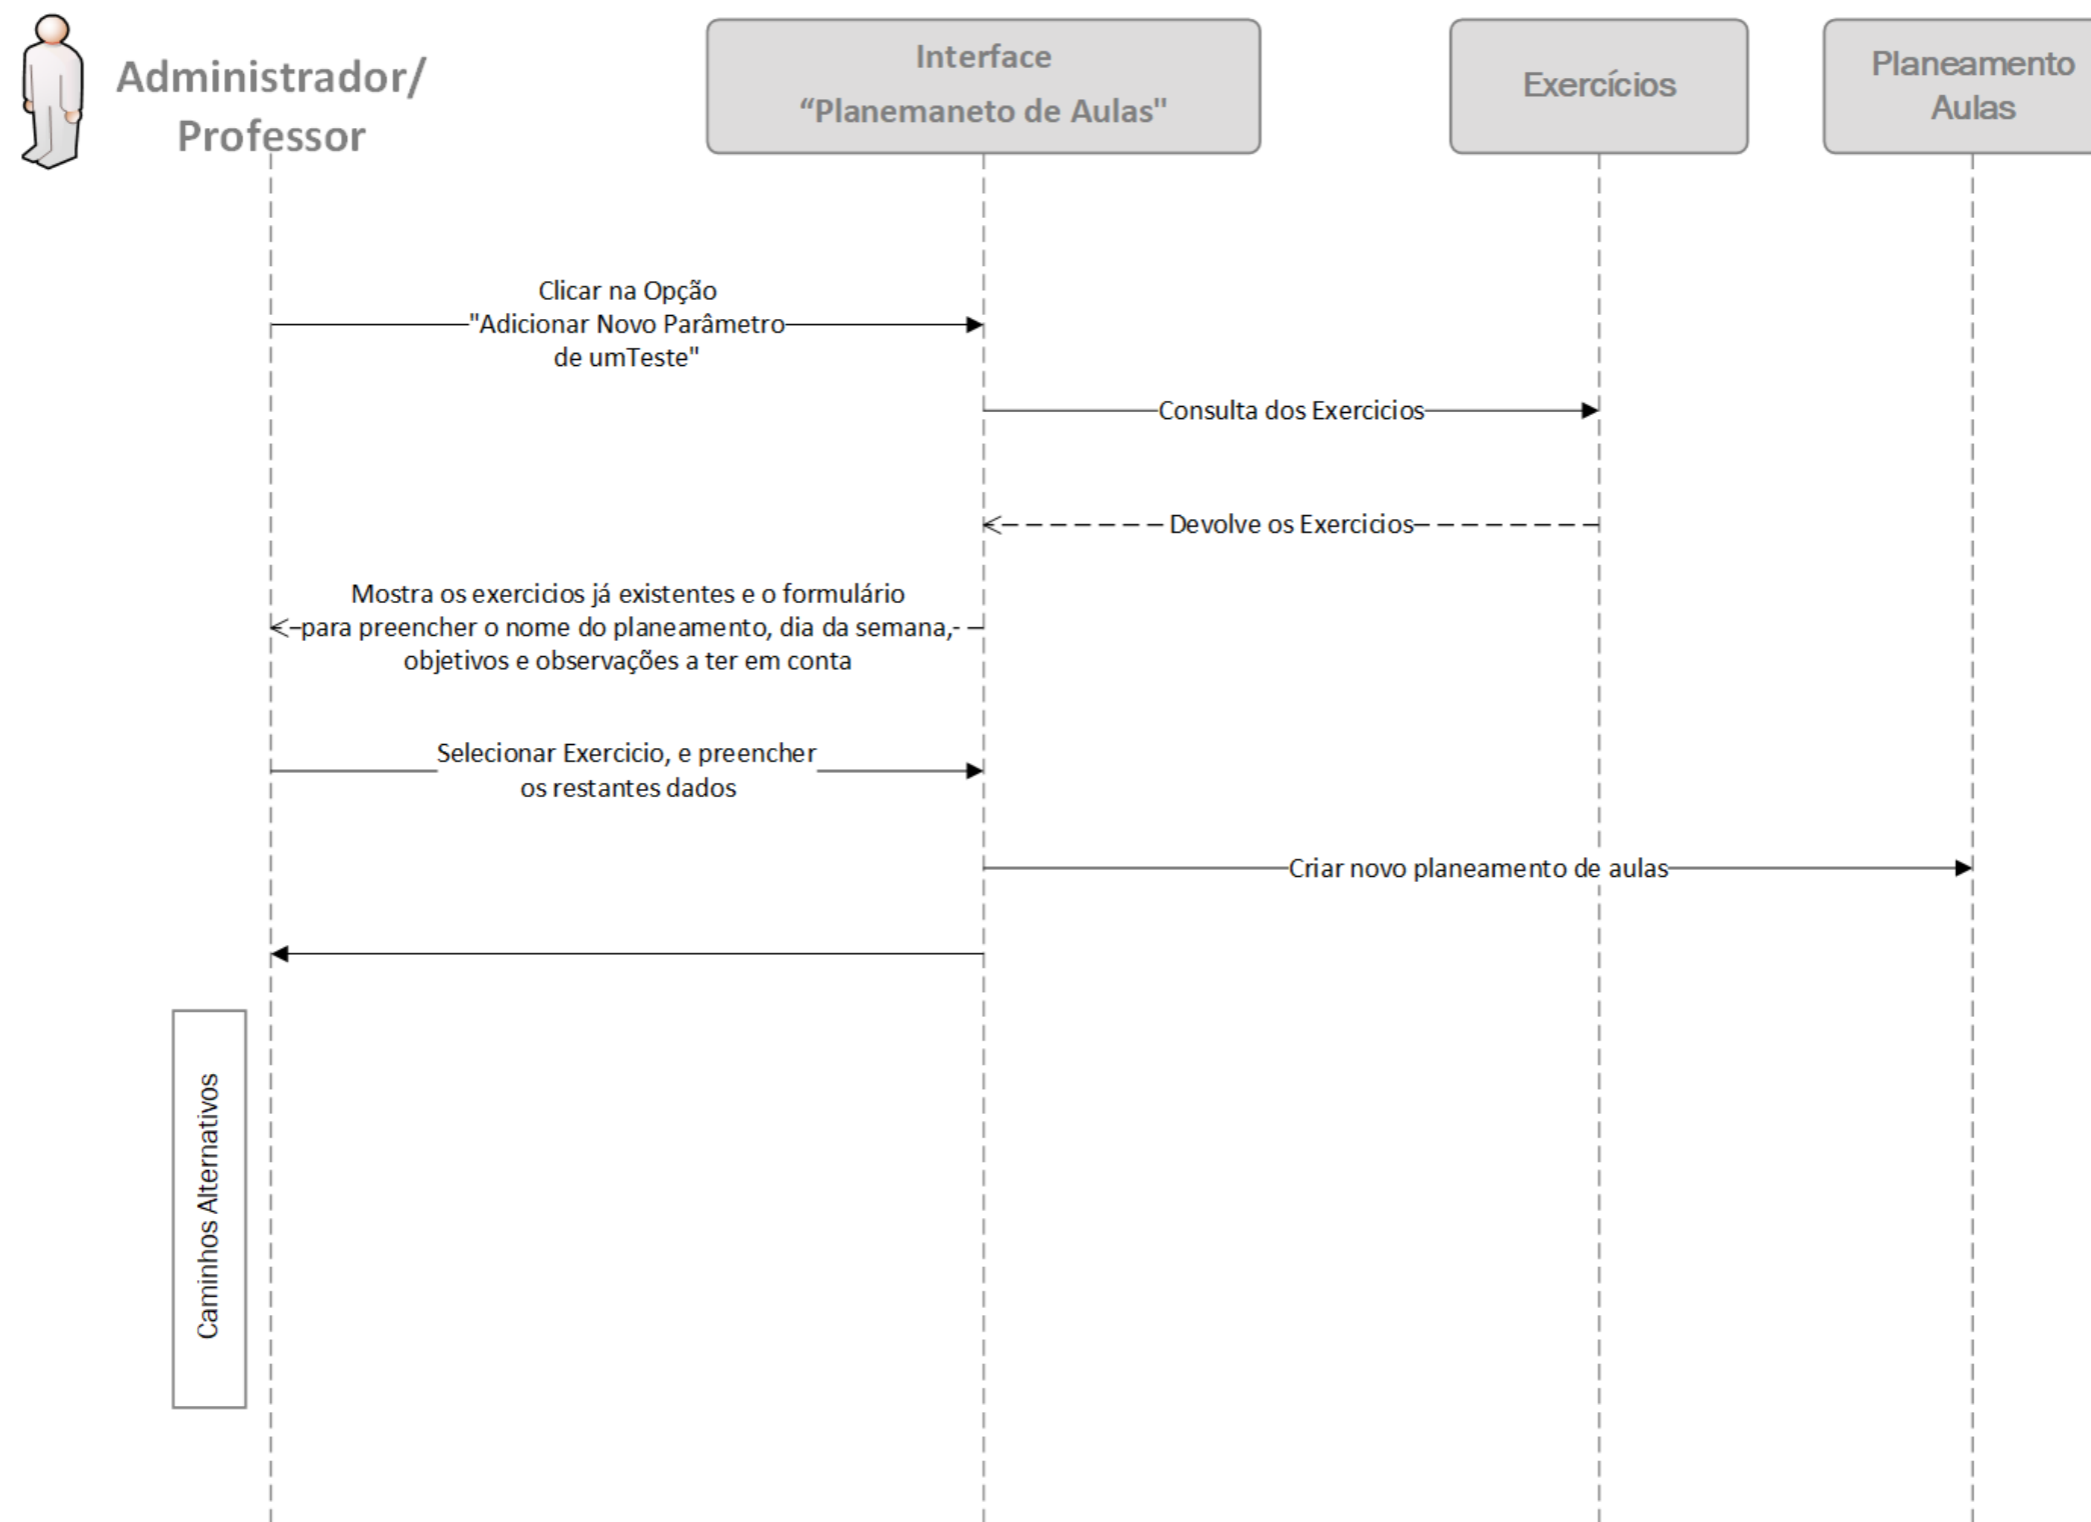 Administrador/
Professor
Interface
“Planemaneto de Aulas"
Exercícios
Planeamento
Aulas
Clicar na Opção
"Adicionar Novo Parâmetro
de umTeste"
Consulta dos Exercicios
Devolve os Exercicios
Mostra os exercicios já existentes e o formulário
para preencher o nome do planeamento, dia da semana,
objetivos e observações a ter em conta
Selecionar Exercicio, e preencher
os restantes dados
Criar novo planeamento de aulas
Caminhos Alternativos